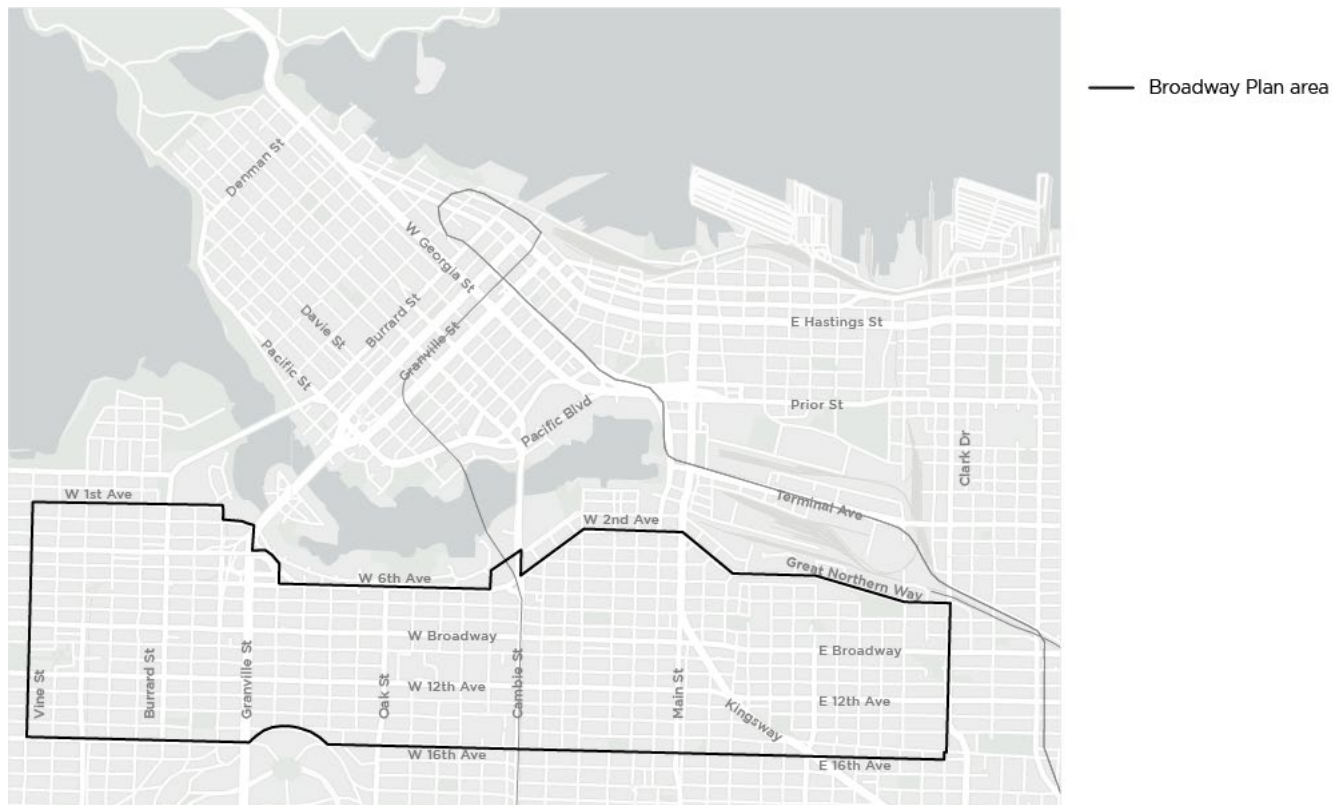 Broadway Plan area
Denman St
W Georgia St
Davie St
Burrard St
Granville St
Pacific St
E Hastings St
Prior St
Pacific Blvd
Clark Dr
W 1st Ave
W 2nd Ave
Terminal Ave
W 6th Ave
Great Northern Way
W Broadway
E Broadway
Vine St
Burrard St
Granville St
Oak St
Cambie St
Main St
W 12th Ave
E 12th Ave
Kingsway
W 16th Ave
E 16th Ave